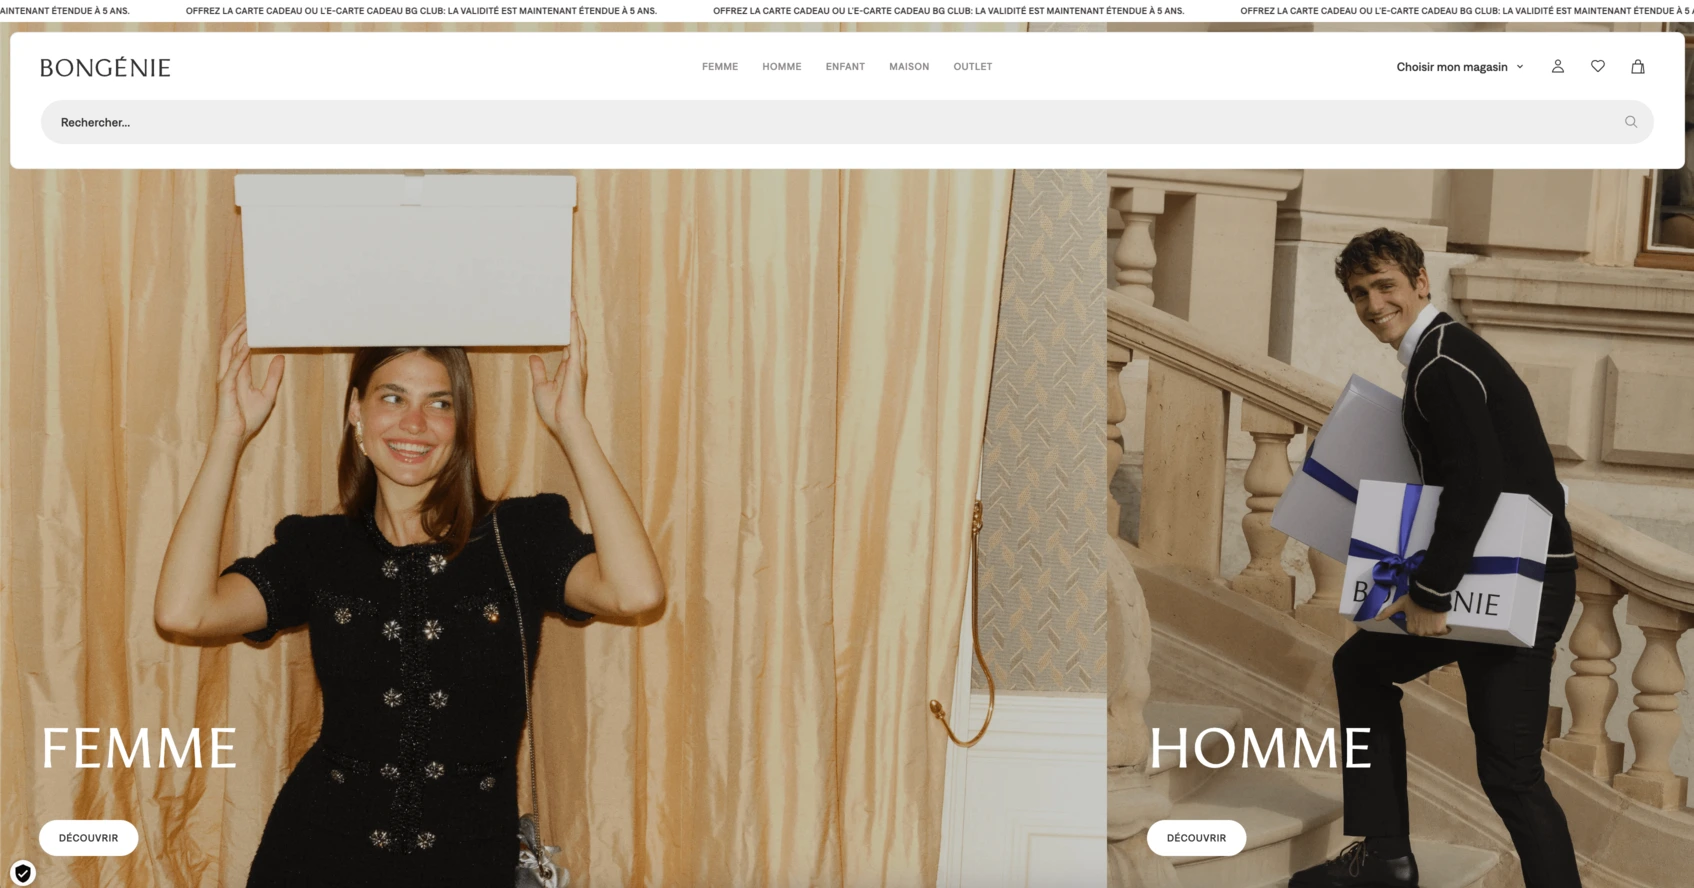 AINTENANT ÉTENDUE À 5 ANS. OFFREZ LA CARTE CADEAU OU L'E-CARTE CADEAU BG CLUB: LA VALIDITÉ EST MAINTENANT ÉTENDUE À 5 ANS. OFFREZ LA CARTE CADEAU OU L'E-CARTE CADEAU BG CLUB: LA VALIDITÉ EST MAINTENANT ÉTENDUE À 5 ANS. OFFREZ LA CARTE CADEAU OU L'E-CARTE CADEAU BG CLUB: LA VALIDITÉ EST MAINTENANT ÉTENDUE À 5 A
BONGÉNIE FEMME HOMME ENFANT MAISON OUTLET Choisir mon magasin
Rechercher...
B NIE
FEMME HOMME
DÉCOUVRIR DÉCOUVRIR